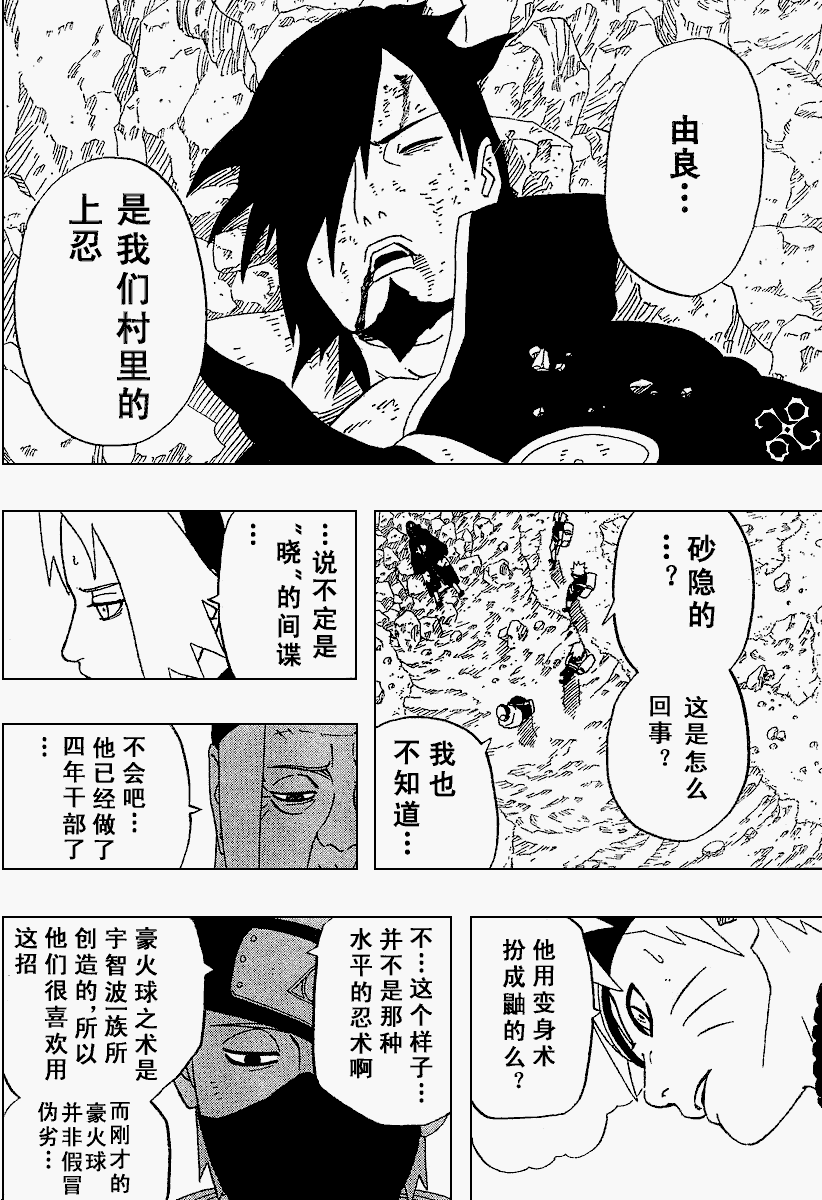 由良…
是我们村里的
上忍
砂隐的
…?
这是怎么
回事?
我也
不知道…
…说不定是
“晓”的间谍
…
不会吧…
他已经做了
四年干部了
…
他用变身术
扮成鼬的么?
不…这个样子…
并不是那种
水平的忍术啊
豪火球之术是
宇智波一族所
创造的,所以
他们很喜欢用
这招
而刚才的
豪火球
并非假冒
伪劣…